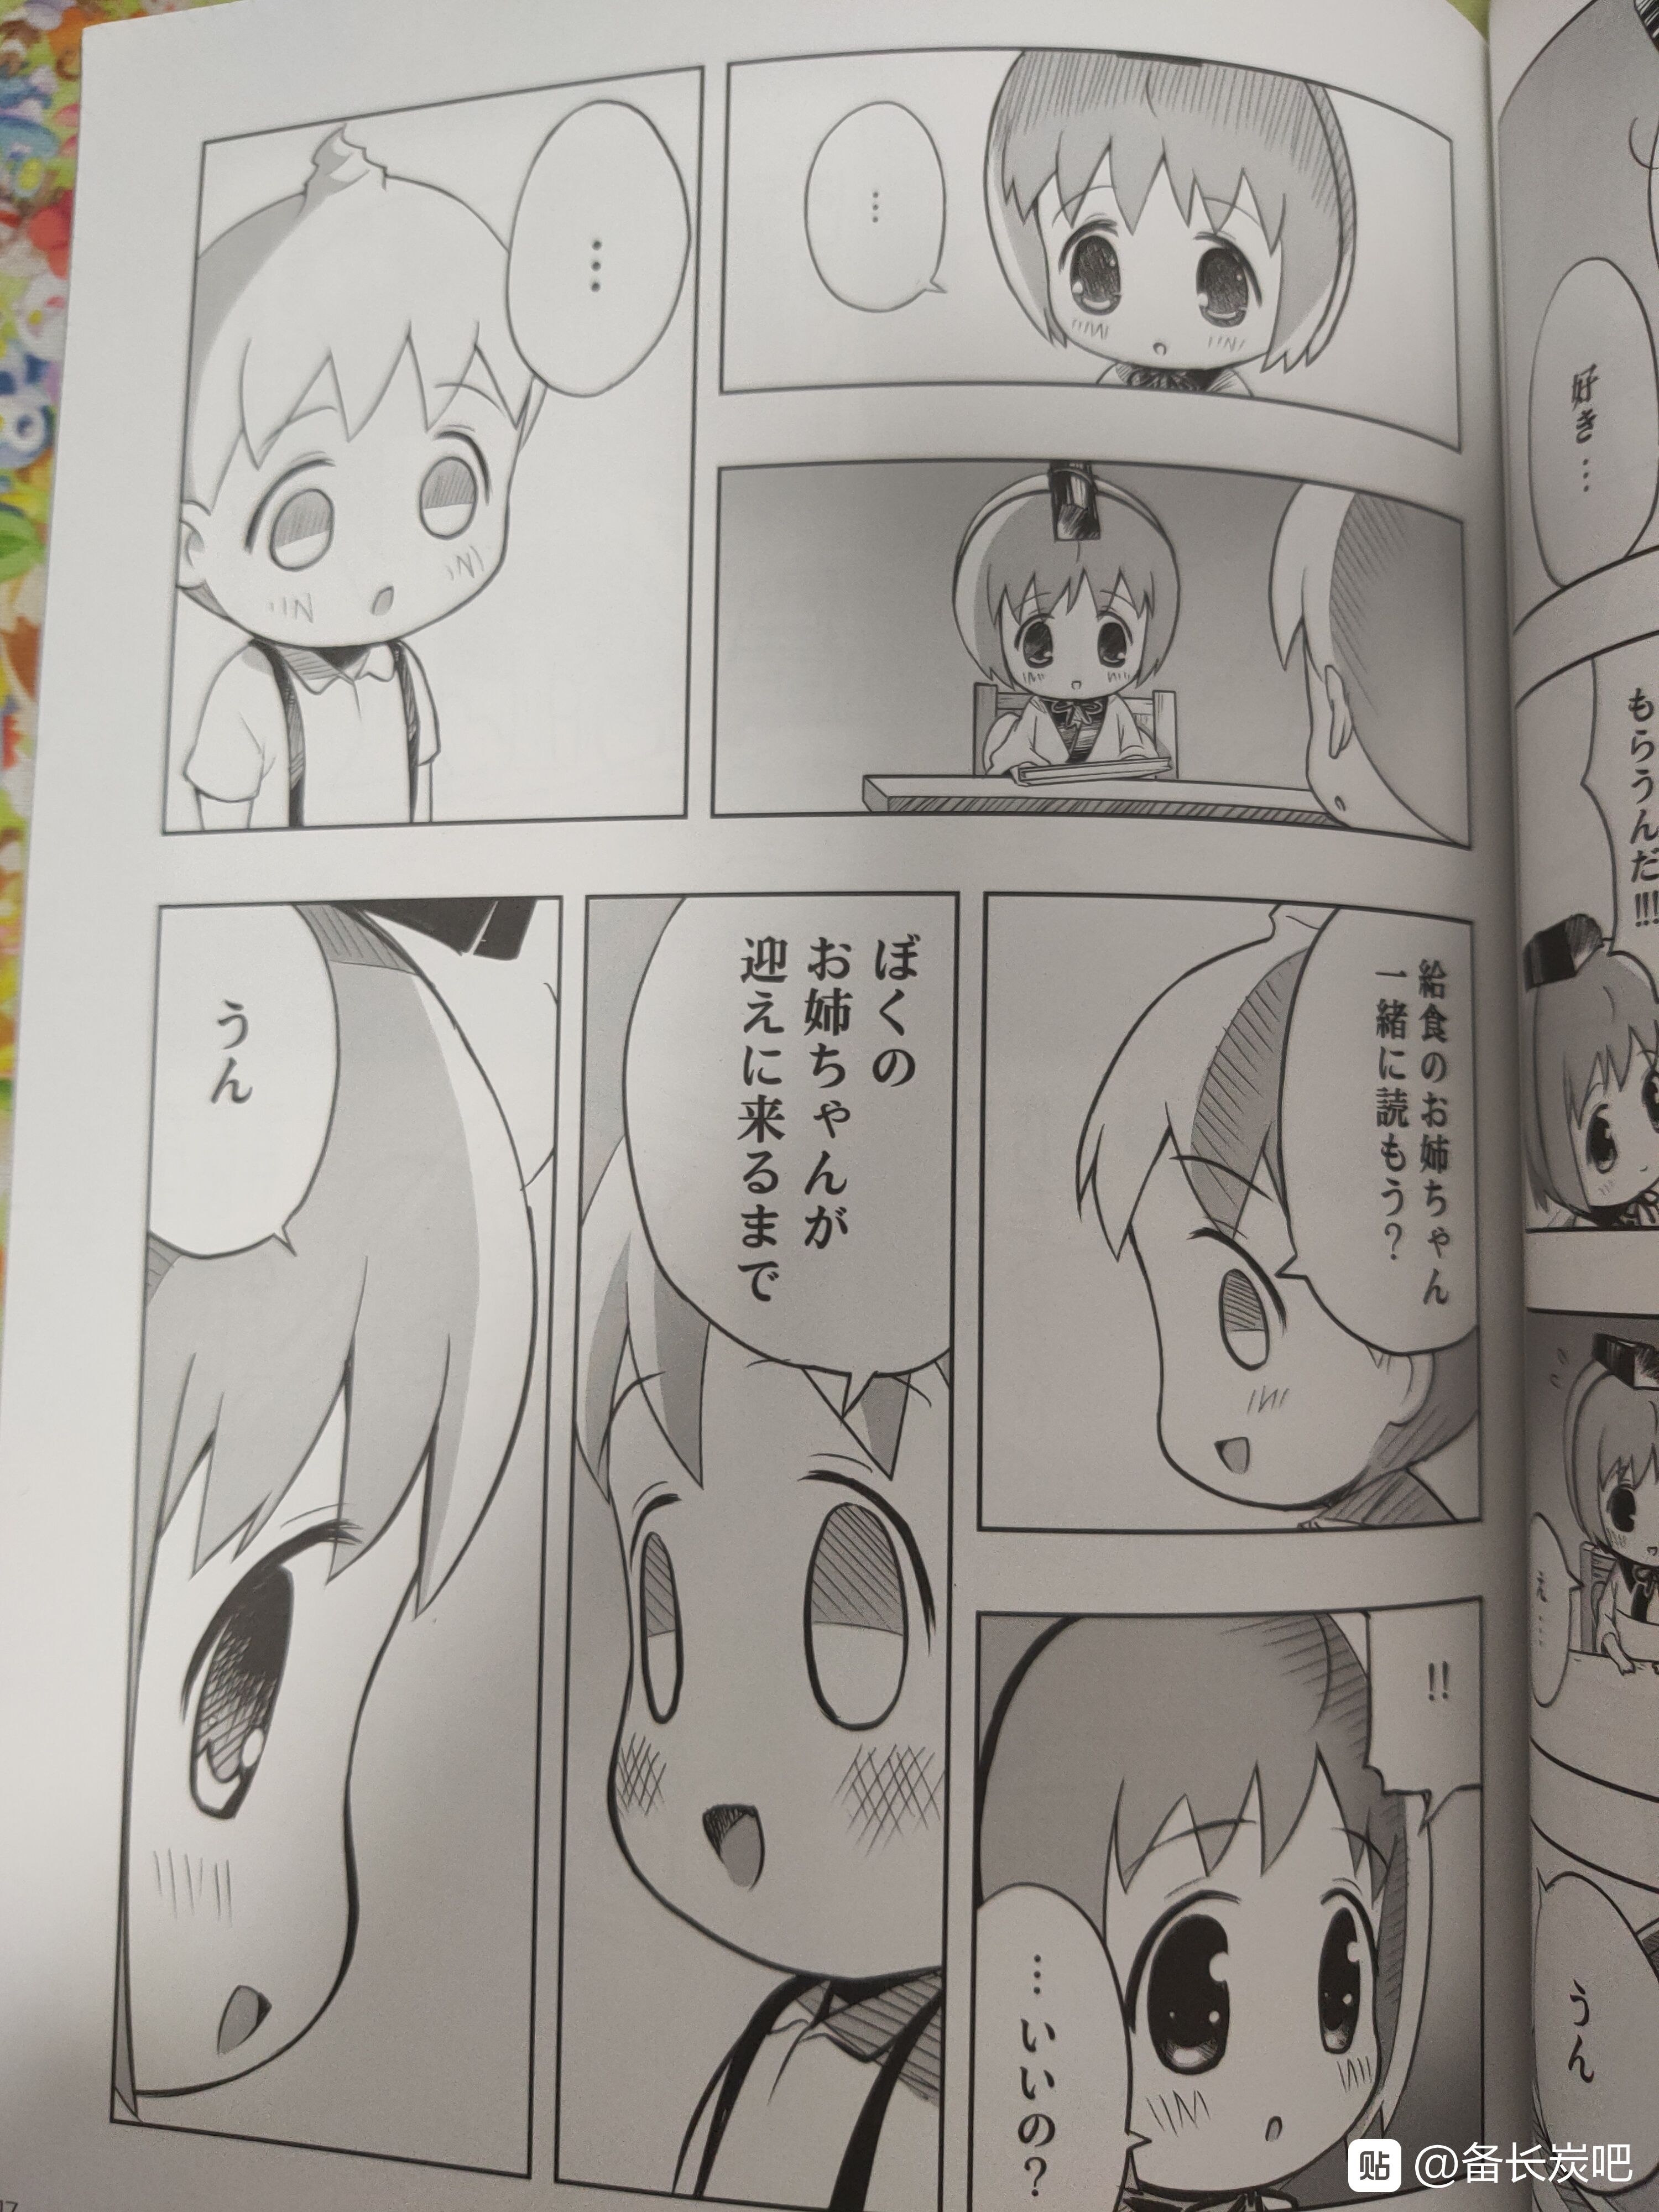 好き…
もらうんだ!!!
え…
うん
…
…
給食のお姉ちゃん
一緒に読もう?
!!
…いいの?
ぼくの
お姉ちゃんが
迎えに来るまで
うん
贴 @备长炭吧